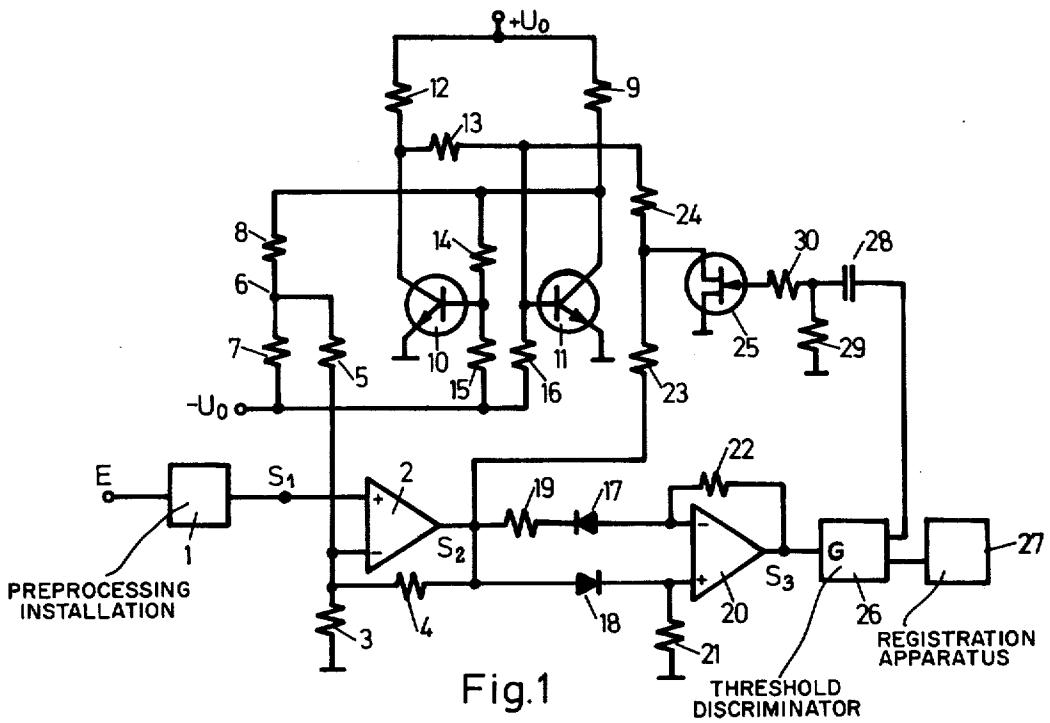 +U₀
12
9
13
24
8
14
30
28
6
10
11
25
29
7
5
15
16
23
-U₀
22
E
S₁
+
2
19
17
-
S₂
-
G
27
1
+
20
S₃
26
PREPROCESSING
INSTALLATION
3
4
18
21
REGISTRATION
APPARATUS
THRESHOLD
DISCRIMINATOR
Fig.1